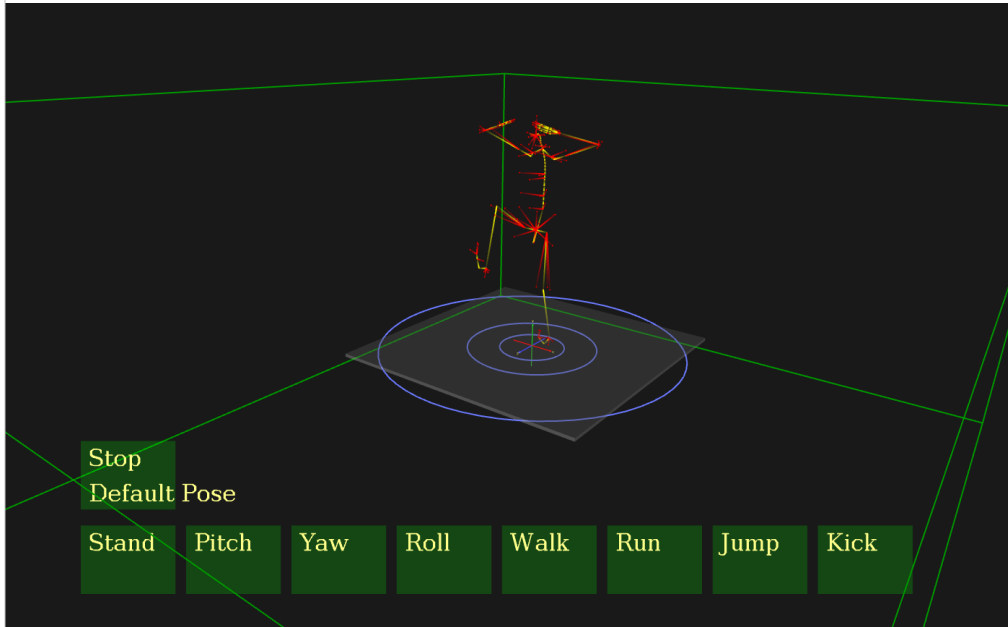 Stop
Default Pose
Stand
Pitch
Yaw
Roll
Walk
Run
Jump
Kick